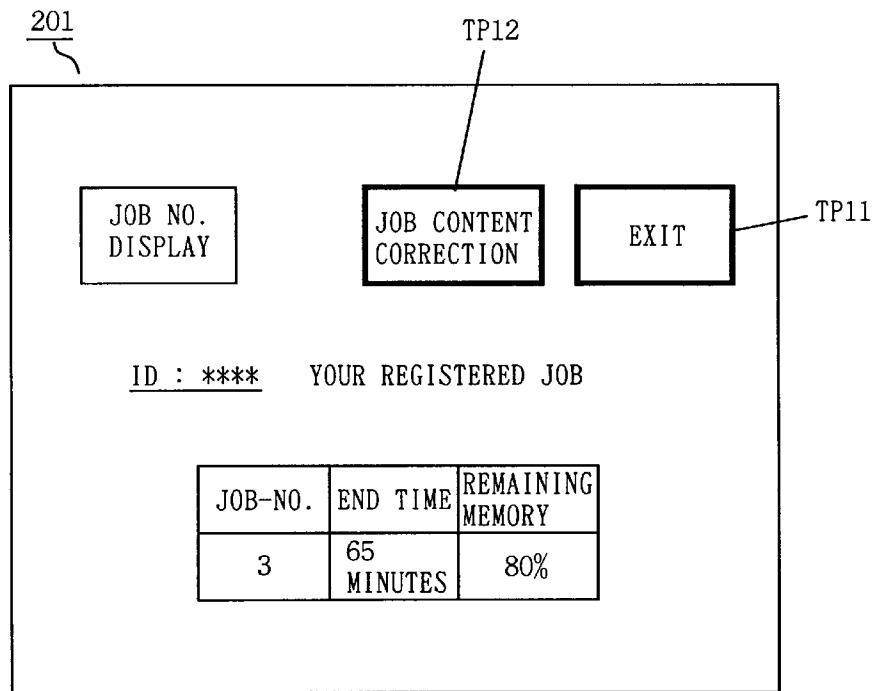 201
TP12
JOB NO.
DISPLAY
JOB CONTENT
CORRECTION
EXIT
TP11
ID : **** YOUR REGISTERED JOB
JOB-NO. END TIME REMAINING
MEMORY
3 65
MINUTES 80%